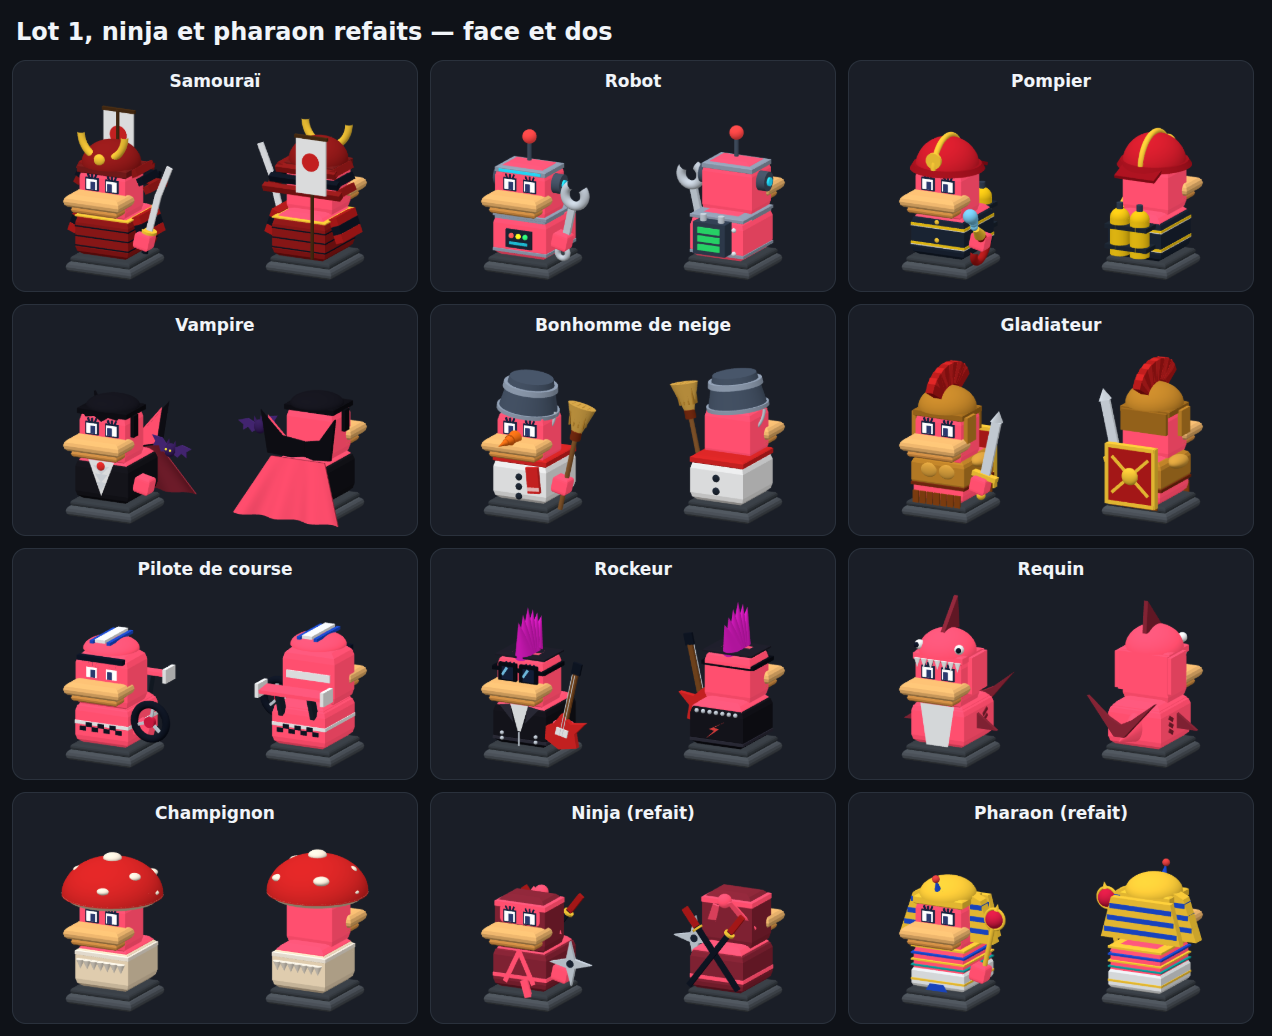 Lot 1, ninja et pharaon refaits — face et dos
Samouraï
Robot
Pompier
Vampire
Bonhomme de neige
Gladiateur
Pilote de course
Rockeur
Requin
Champignon
Ninja (refait)
Pharaon (refait)